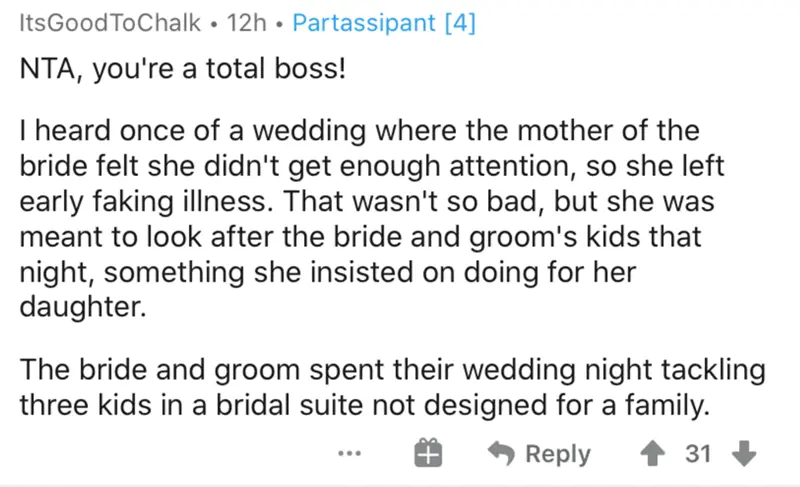 ItsGoodToChalk • 12h • Partassipant [4]
NTA, you're a total boss!
I heard once of a wedding where the mother of the
bride felt she didn't get enough attention, so she left
early faking illness. That wasn't so bad, but she was
meant to look after the bride and groom's kids that
night, something she insisted on doing for her
daughter.
The bride and groom spent their wedding night tackling
three kids in a bridal suite not designed for a family.
Reply 31